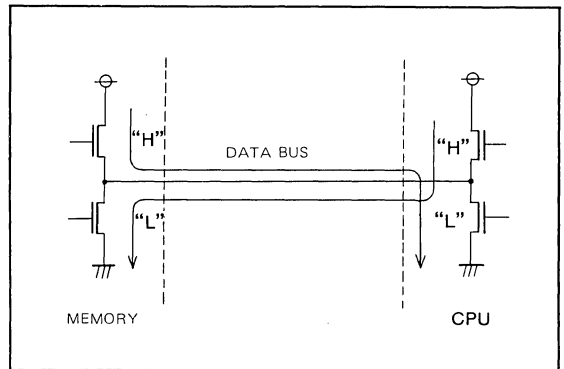 “H”
“H”
DATA BUS
“L”
“L”
MEMORY
CPU